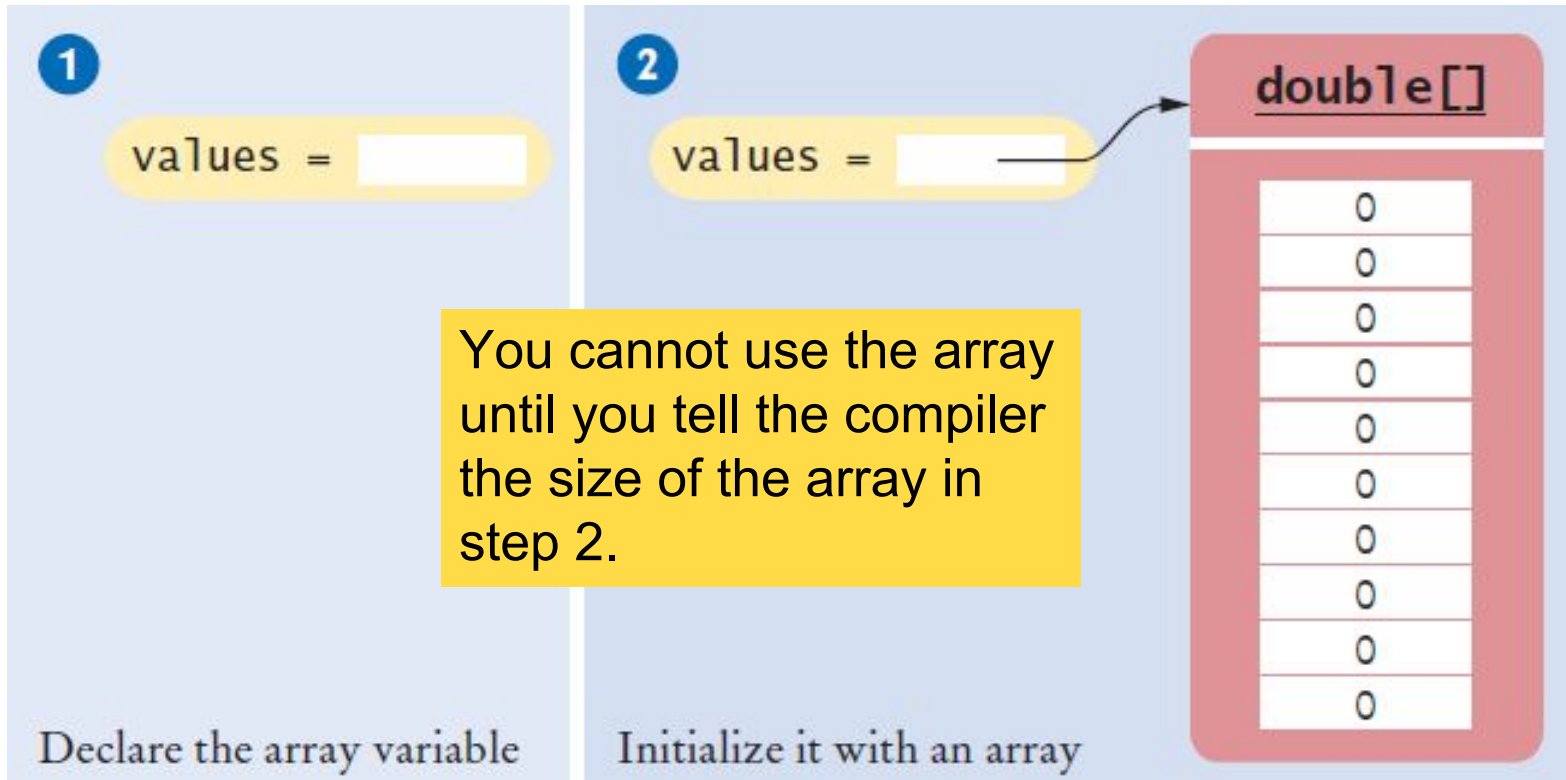 1
values =
Declare the array variable
2
values =
Initialize it with an array
double[]
0
0
0
0
0
0
0
0
0
0
You cannot use the array
until you tell the compiler
the size of the array in
step 2.